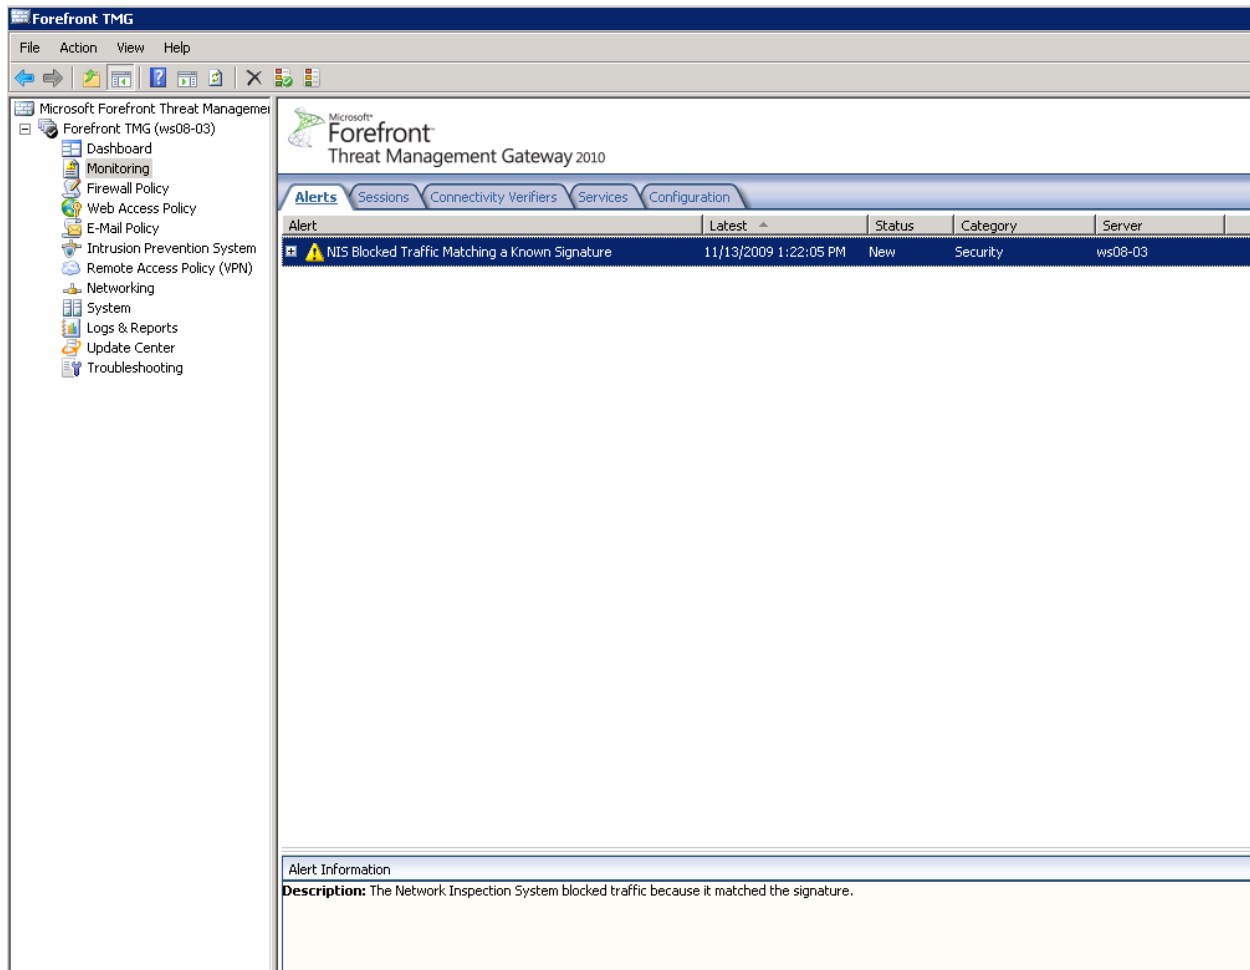 Forefront TMG
File Action View Help
Microsoft Forefront Threat Managemer
Forefront TMG (ws08-03)
Dashboard
Monitoring
Firewall Policy
Web Access Policy
E-Mail Policy
Intrusion Prevention System
Remote Access Policy (VPN)
Networking
System
Logs & Reports
Update Center
Troubleshooting
Microsoft
Forefront
Threat Management Gateway 2010
Alerts Sessions Connectivity Verifiers Services Configuration
Alert Latest Status Category Server
NIS Blocked Traffic Matching a Known Signature 11/13/2009 1:22:05 PM New Security ws08-03
Alert Information
Description: The Network Inspection System blocked traffic because it matched the signature.